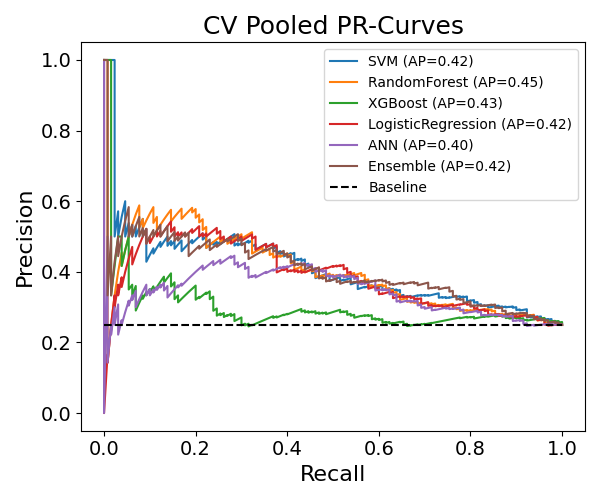 CV Pooled PR-Curves
Precision
1.0
0.8
0.6
0.4
0.2
0.0
SVM (AP=0.42)
RandomForest (AP=0.45)
XGBoost (AP=0.43)
LogisticRegression (AP=0.42)
ANN (AP=0.40)
Ensemble (AP=0.42)
Baseline
0.0 0.2 0.4 0.6 0.8 1.0
Recall